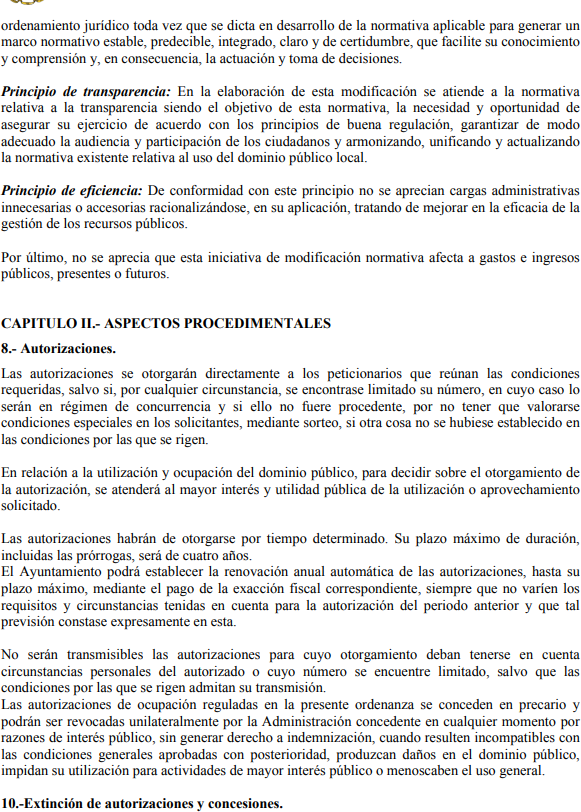 ordenamiento jurídico toda vez que se dicta en desarrollo de la normativa aplicable para generar un
marco normativo estable, predecible, integrado, claro y de certidumbre, que facilite su conocimiento
y comprensión y, en consecuencia, la actuación y toma de decisiones.
Principio de transparencia: En la elaboración de esta modificación se atiende a la normativa
relativa a la transparencia siendo el objetivo de esta normativa, la necesidad y oportunidad de
asegurar su ejercicio de acuerdo con los principios de buena regulación, garantizar de modo
adecuado la audiencia y participación de los ciudadanos y armonizando, unificando y actualizando
la normativa existente relativa al uso del dominio público local.
Principio de eficiencia: De conformidad con este principio no se aprecian cargas administrativas
innecesarias o accesorias racionalizándose, en su aplicación, tratando de mejorar en la eficacia de la
gestión de los recursos públicos.
Por último, no se aprecia que esta iniciativa de modificación normativa afecta a gastos e ingresos
públicos, presentes o futuros.
CAPITULO II.- ASPECTOS PROCEDIMENTALES
8.- Autorizaciones.
Las autorizaciones se otorgarán directamente a los peticionarios que reúnan las condiciones
requeridas, salvo si, por cualquier circunstancia, se encontrase limitado su número, en cuyo caso lo
serán en régimen de concurrencia y si ello no fuere procedente, por no tener que valorarse
condiciones especiales en los solicitantes, mediante sorteo, si otra cosa no se hubiese establecido en
las condiciones por las que se rigen.
En relación a la utilización y ocupación del dominio público, para decidir sobre el otorgamiento de
la autorización, se atenderá al mayor interés y utilidad pública de la utilización o aprovechamiento
solicitado.
Las autorizaciones habrán de otorgarse por tiempo determinado. Su plazo máximo de duración,
incluidas las prórrogas, será de cuatro años.
El Ayuntamiento podrá establecer la renovación anual automática de las autorizaciones, hasta su
plazo máximo, mediante el pago de la exacción fiscal correspondiente, siempre que no varíen los
requisitos y circunstancias tenidas en cuenta para la autorización del periodo anterior y que tal
previsión constase expresamente en esta.
No serán transmisibles las autorizaciones para cuyo otorgamiento deban tenerse en cuenta
circunstancias personales del autorizado o cuyo número se encuentre limitado, salvo que las
condiciones por las que se rigen admitan su transmisión.
Las autorizaciones de ocupación reguladas en la presente ordenanza se conceden en precario y
podrán ser revocadas unilateralmente por la Administración concedente en cualquier momento por
razones de interés público, sin generar derecho a indemnización, cuando resulten incompatibles con
las condiciones generales aprobadas con posterioridad, produzcan daños en el dominio público,
impidan su utilización para actividades de mayor interés público o menoscaben el uso general.
10.-Extinción de autorizaciones y concesiones.